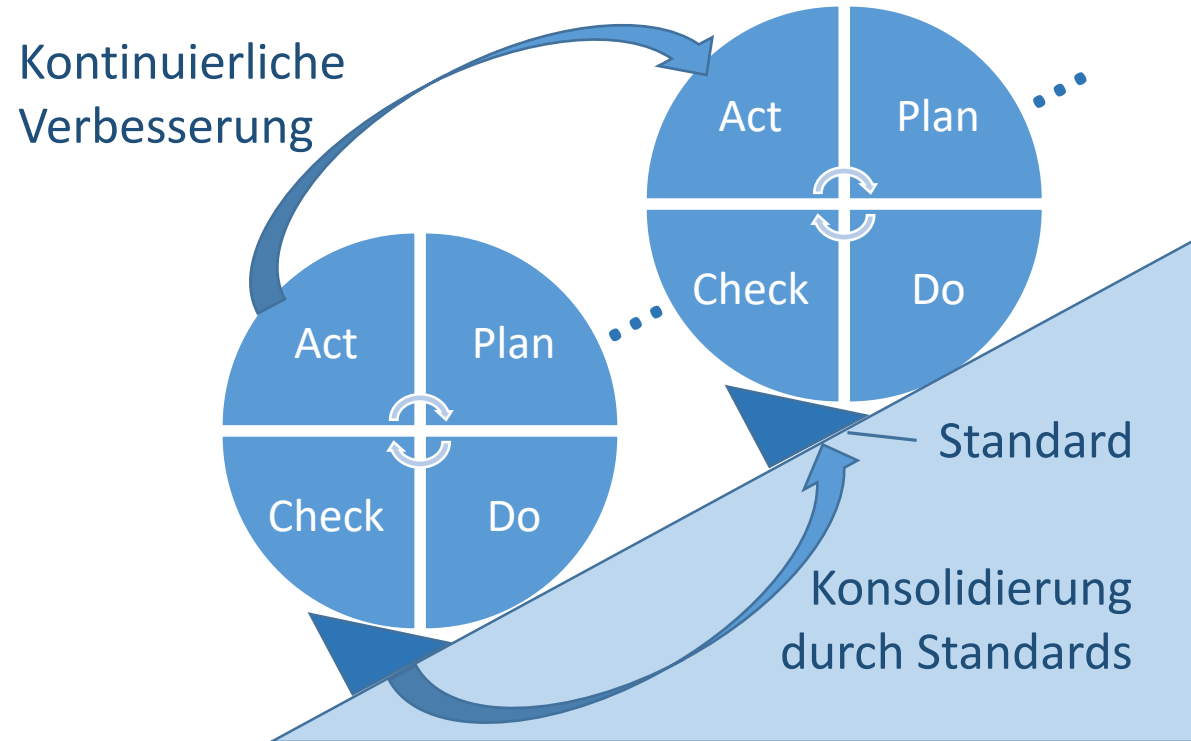 Kontinuierliche
Verbesserung
Act
Plan
Check
Do
Act
Plan
Check
Do
Standard
Konsolidierung
durch Standards